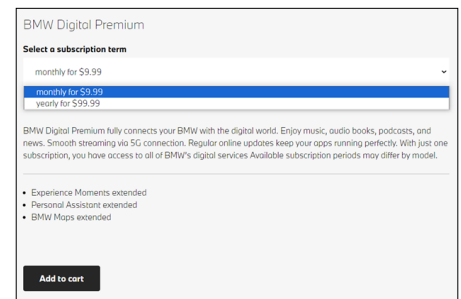 BMW Digital Premium
Select a subscription term
monthly for $9.99
monthly for $9.99
yearly for $99.99
BMW Digital Premium fully connects your BMW with the digital world. Enjoy music, audio books, podcasts, and
news. Smooth streaming via 5G connection. Regular online updates keep your apps running perfectly. With just one
subscription, you have access to all of BMW's digital services Available subscription periods may differ by model.
• Experience Moments extended
• Personal Assistant extended
• BMW Maps extended
Add to cart